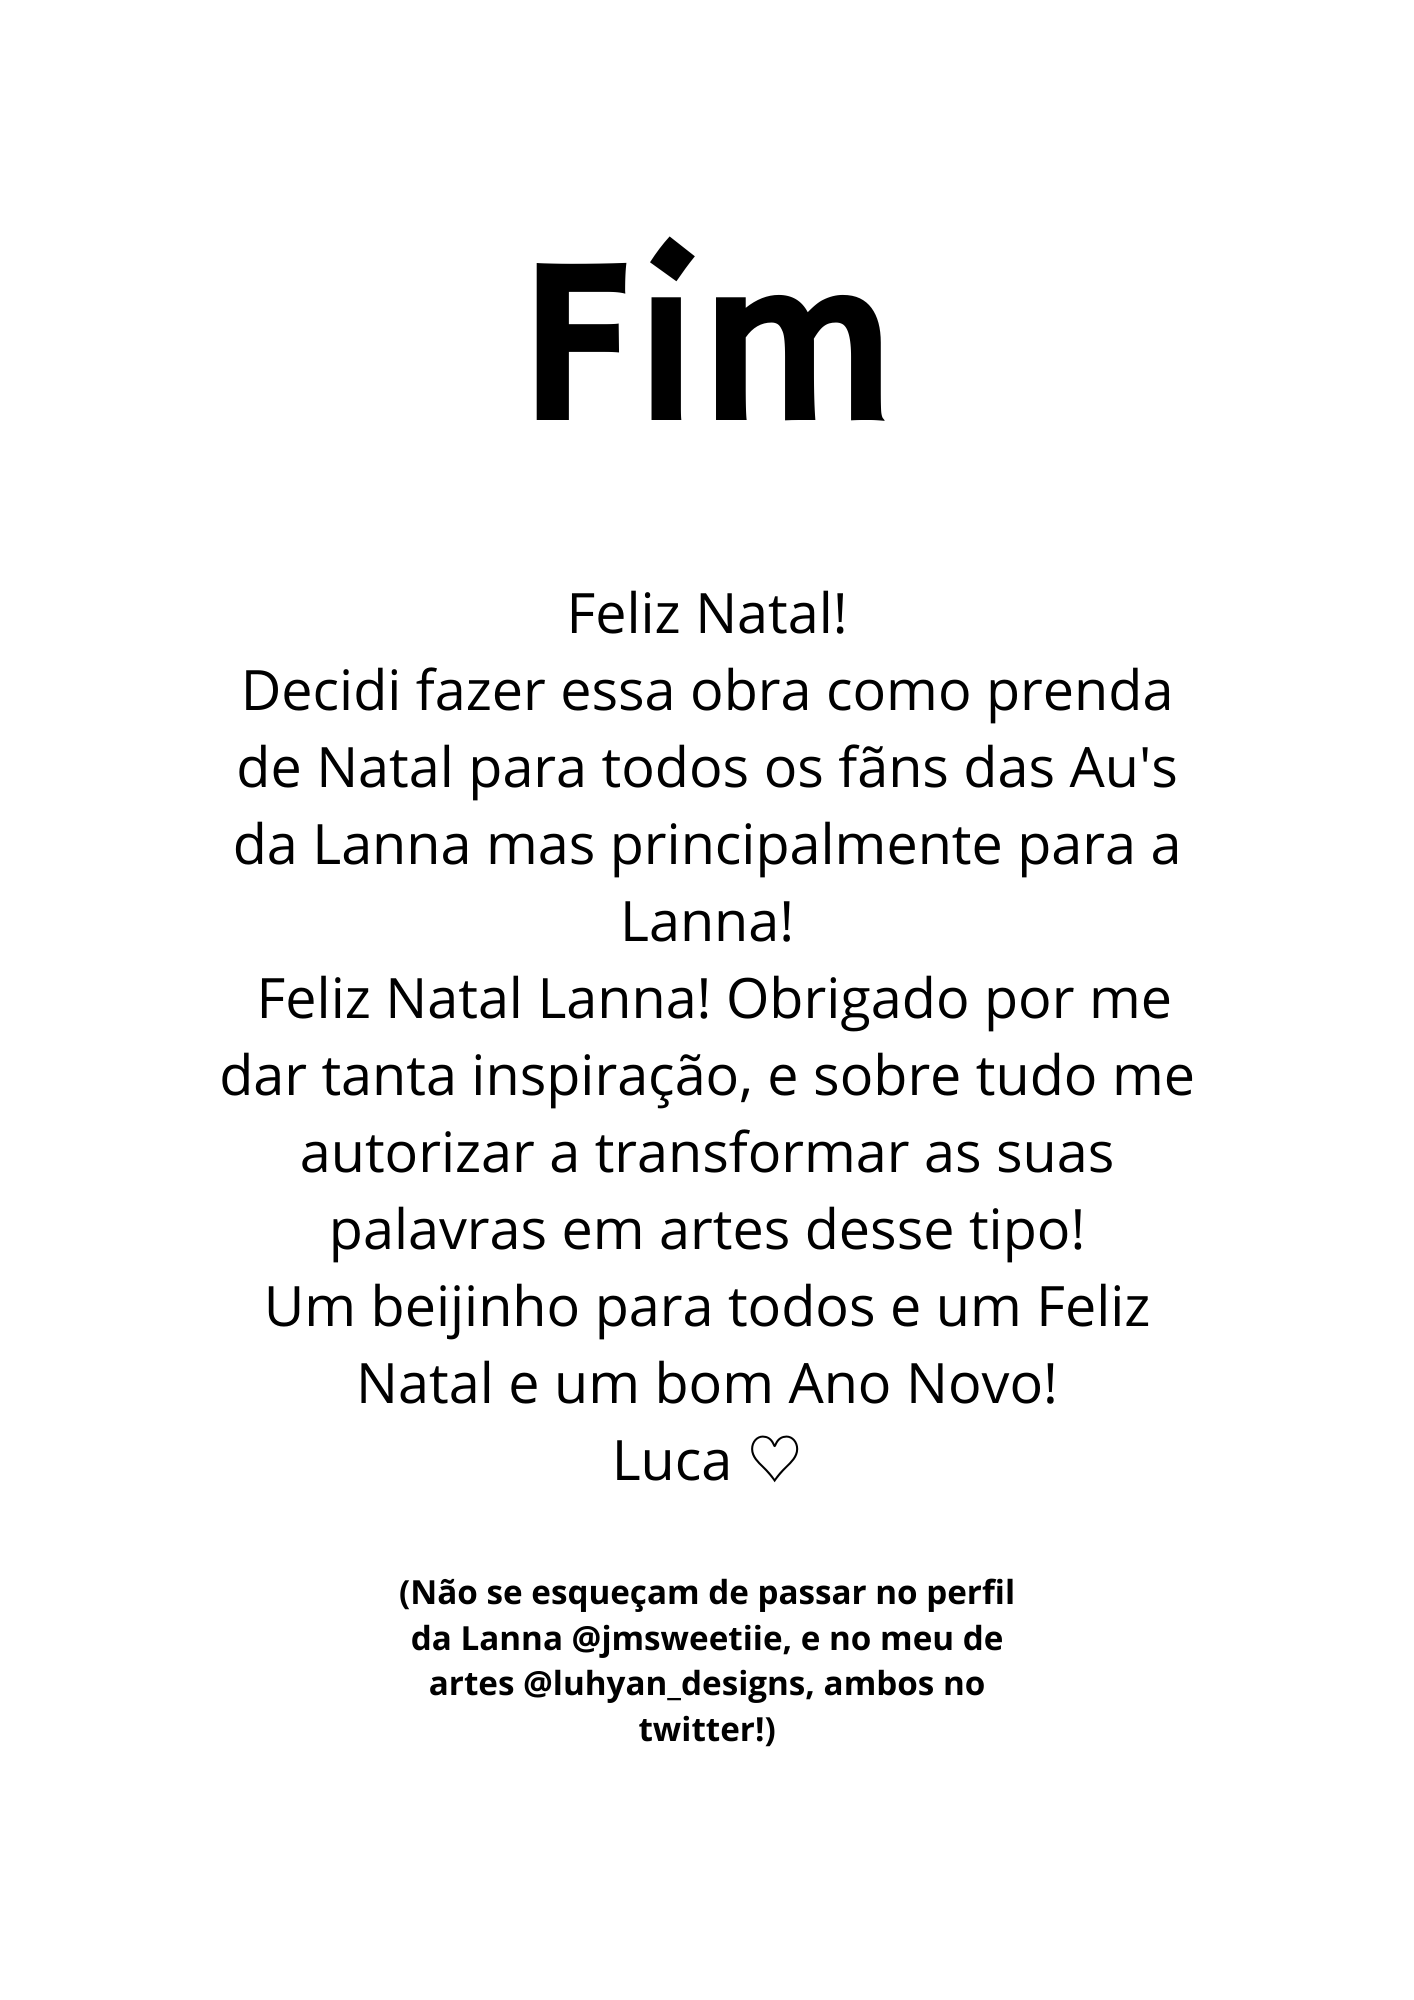 Fim
Feliz Natal!
Decidi fazer essa obra como prenda
de Natal para todos os fãns das Au's
da Lanna mas principalmente para a
Lanna!
Feliz Natal Lanna! Obrigado por me
dar tanta inspiração, e sobre tudo me
autorizar a transformar as suas
palavras em artes desse tipo!
Um beijinho para todos e um Feliz
Natal e um bom Ano Novo!
Luca ♡
(Não se esqueçam de passar no perfil
da Lanna @jmsweetiie, e no meu de
artes @luhyan_designs, ambos no
twitter!)